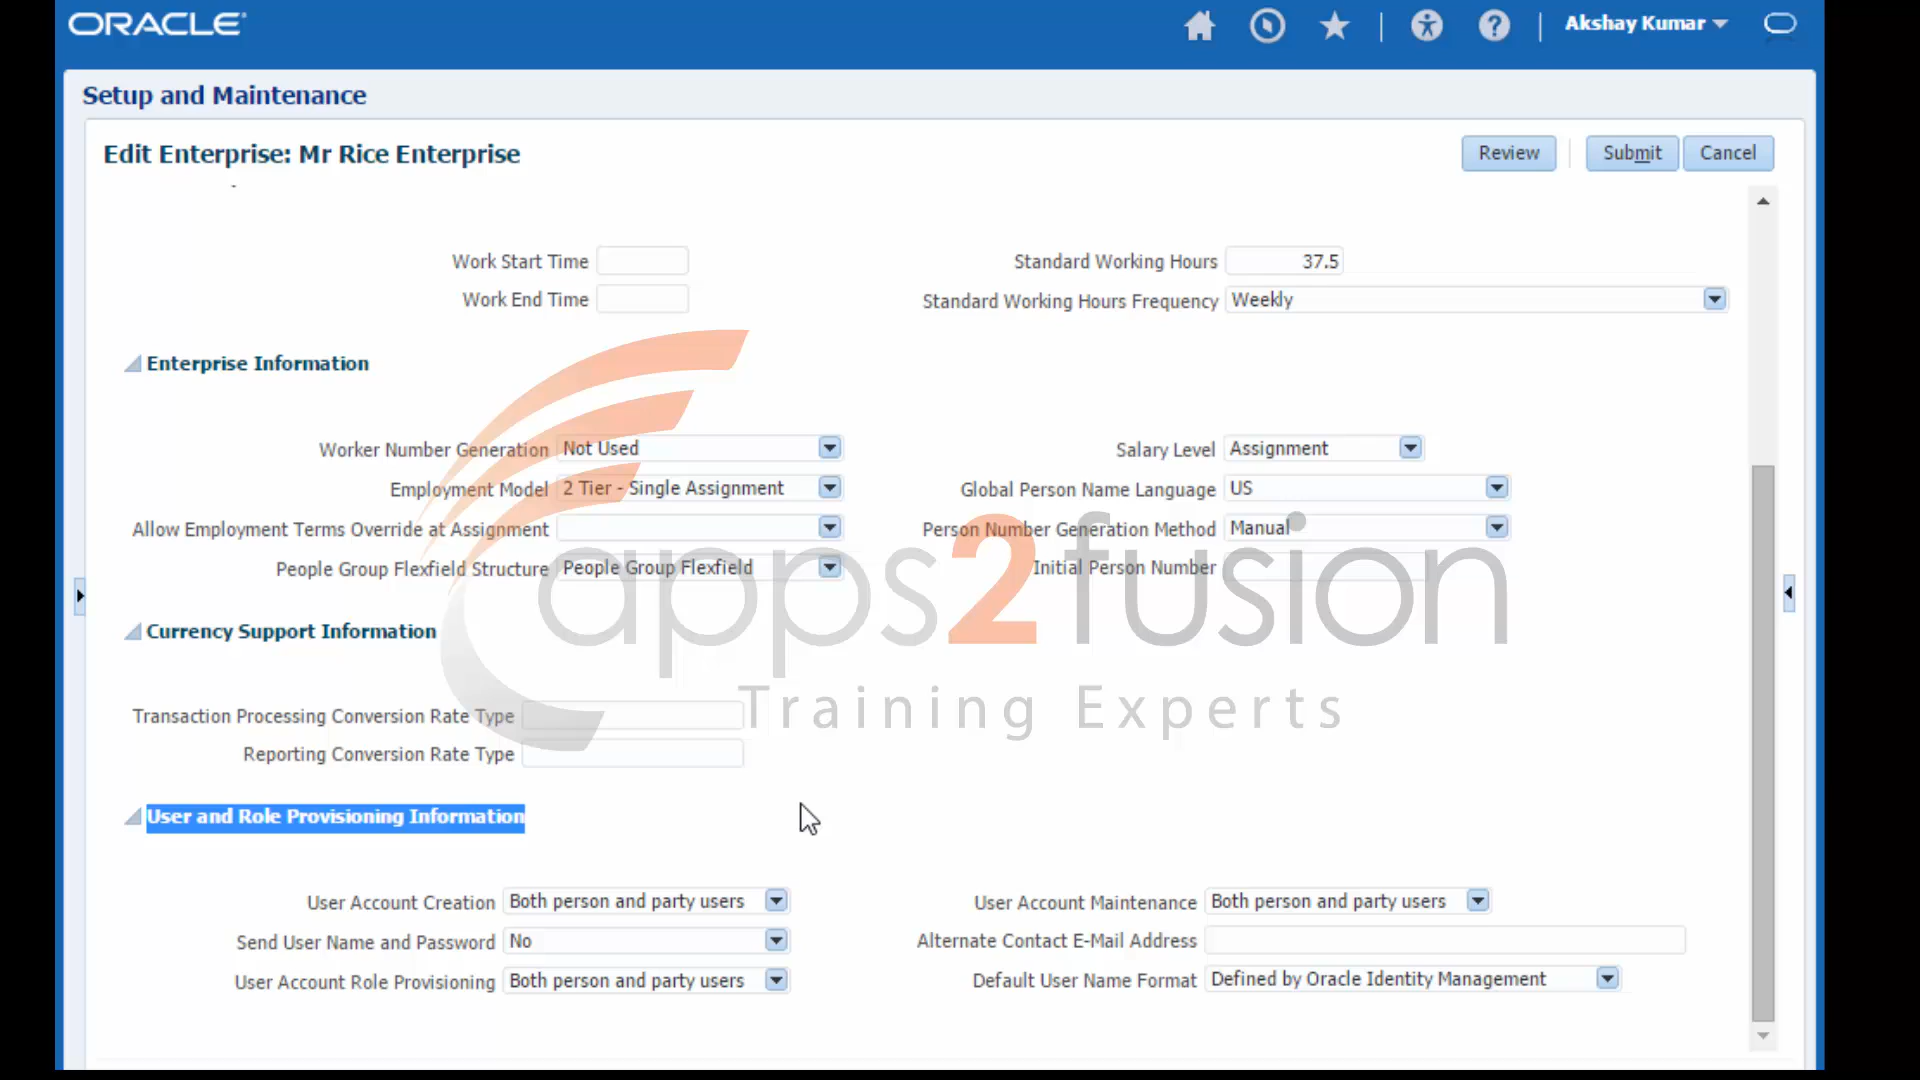 ORACLE
Akshay Kumar
Setup and Maintenance
Edit Enterprise: Mr Rice Enterprise
Review Submit Cancel
Work Start Time
Standard Working Hours 37.5
Work End Time
Standard Working Hours Frequency Weekly
Enterprise Information
Worker Number Generation Not Used
Salary Level Assignment
Employment Model 2 Tier - Single Assignment
Global Person Name Language US
Allow Employment Terms Override at Assignment
Person Number Generation Method Manual
People Group Flexfield Structure People Group Flexfield
Initial Person Number
apps2fusion
Training Experts
Currency Support Information
Transaction Processing Conversion Rate Type
Reporting Conversion Rate Type
User and Role Provisioning Information
User Account Creation Both person and party users
User Account Maintenance Both person and party users
Send User Name and Password No
Alternate Contact E-Mail Address
User Account Role Provisioning Both person and party users
Default User Name Format Defined by Oracle Identity Management